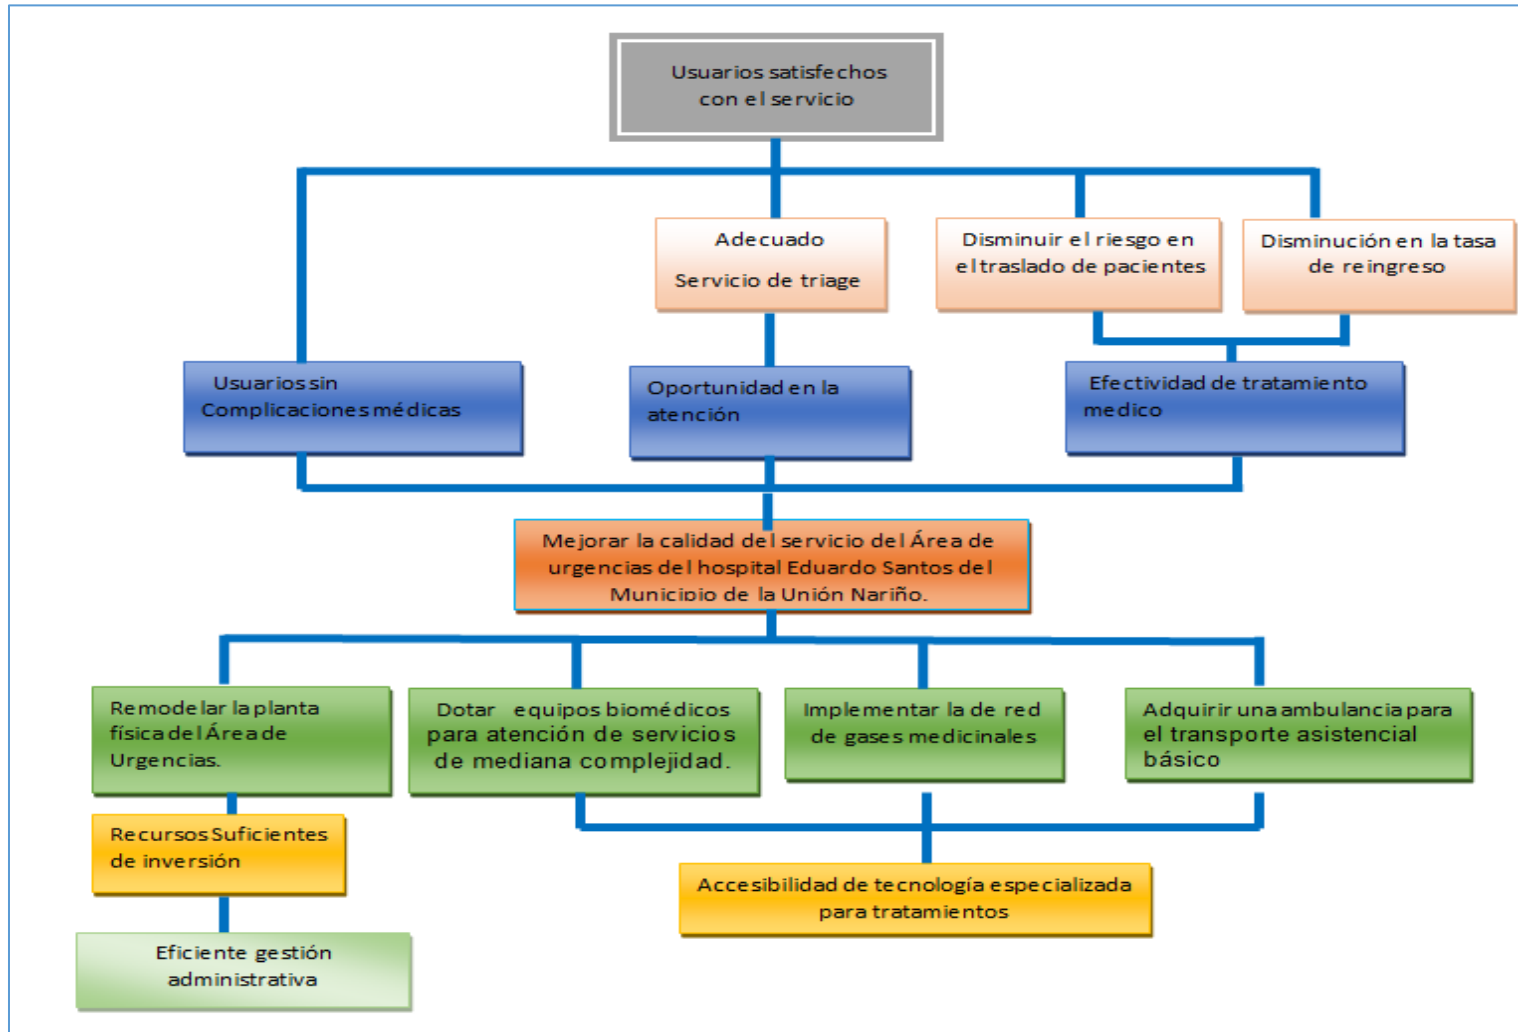 Usuarios satisfechos
con el servicio
Adecuado
Servicio de triage
Disminuir el riesgo en
el traslado de pacientes
Disminución en la tasa
de reingreso
Usuarios sin
Complicaciones médicas
Oportunidad en la
atención
Efectividad de tratamiento
medico
Mejorar la calidad del servicio del Área de
urgencias del hospital Eduardo Santos del
Municipio de la Unión Nariño.
Remodelar la planta
física del Área de
Urgencias.
Dotar equipos biomédicos
para atención de servicios
de mediana complejidad.
Implementar la de red
de gases medicinales
Adquirir una ambulancia para
el transporte asistencial
básico
Recursos Suficientes
de inversión
Accesibilidad de tecnología especializada
para tratamientos
Eficiente gestión
administrativa